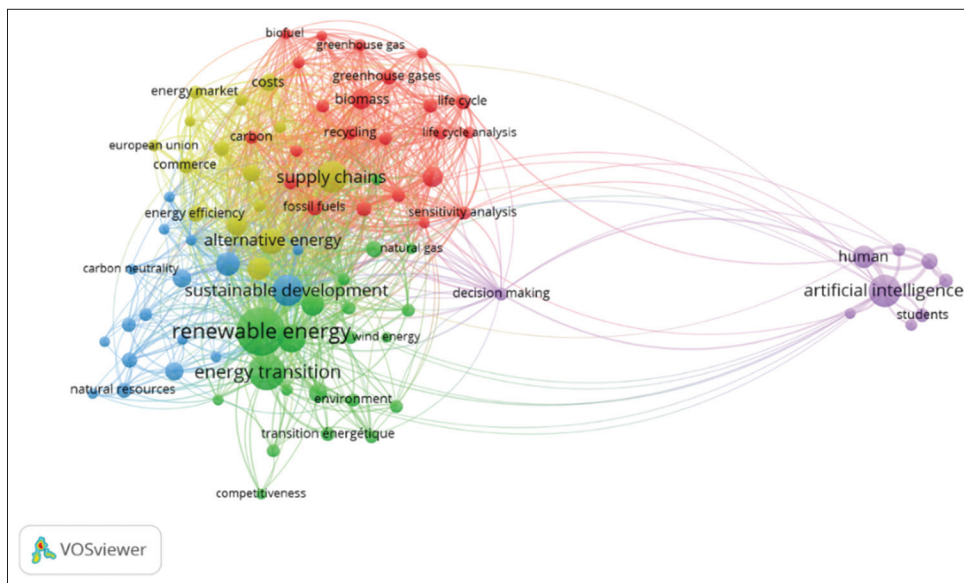 biofuel
greenhouse gas
costs
greenhouse gases
energy market
biomass
life cycle
carbon
recycling
life cycle analysis
european union
commerce
supply chains
fossil fuels
energy efficiency
sensitivity analysis
alternative energy
natural gas
human
carbon neutrality
sustainable development
decision making
artificial intelligence
students
renewable energy
wind energy
energy transition
natural resources
environment
transition énergétique
competitiveness
VOSviewer